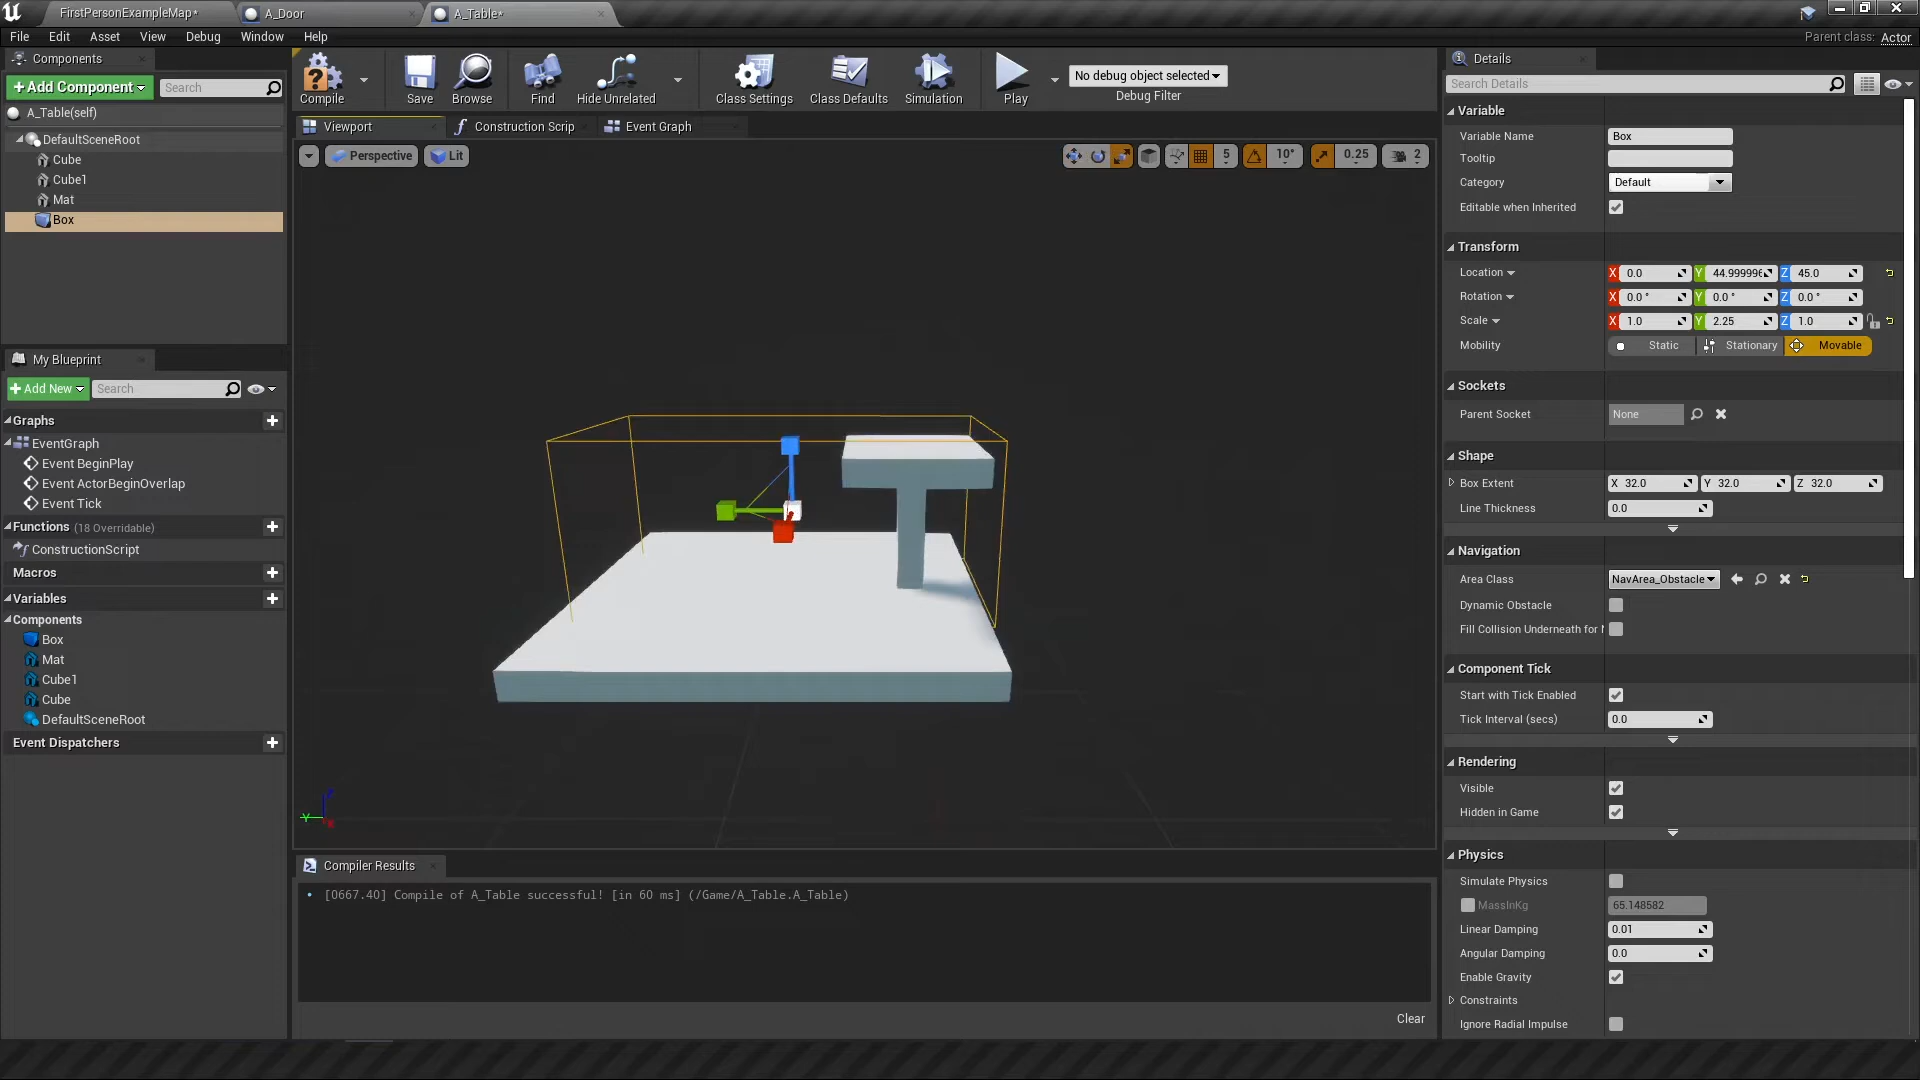 FirstPersonExampleMap*
A_Door
A_Table*
File Edit Asset View Debug Window Help
Parent class: Actor
Components
Add Component
Search
A_Table(self)
DefaultSceneRoot
Cube
Cube1
Mat
Box
My Blueprint
Add New
Search
Graphs
EventGraph
Event BeginPlay
Event ActorBeginOverlap
Event Tick
Functions (18 Overridable)
ConstructionScript
Macros
Variables
Components
Box
Mat
Cube1
Cube
DefaultSceneRoot
Event Dispatchers
Compile
Save
Browse
Find
Hide Unrelated
Class Settings
Class Defaults
Simulation
Play
No debug object selected
Debug Filter
Viewport
Construction Scrip
Event Graph
Perspective
Lit
5
10°
0.25
2
Z
Y
Compiler Results
[0667.40] Compile of A_Table successful! [in 60 ms] (/Game/A_Table.A_Table)
Clear
Details
Search Details
Variable
Variable Name Box
Tooltip
Category Default
Editable when Inherited
Transform
Location X 0.0 Y 44.999996 Z 45.0
Rotation X 0.0 ° Y 0.0 ° Z 0.0 °
Scale X 1.0 Y 2.25 Z 1.0
Mobility Static Stationary Movable
Sockets
Parent Socket None
Shape
Box Extent X 32.0 Y 32.0 Z 32.0
Line Thickness 0.0
Navigation
Area Class NavArea_Obstacle
Dynamic Obstacle
Fill Collision Underneath for
Component Tick
Start with Tick Enabled
Tick Interval (secs) 0.0
Rendering
Visible
Hidden in Game
Physics
Simulate Physics
MassInKg 65.148582
Linear Damping 0.01
Angular Damping 0.0
Enable Gravity
Constraints
Ignore Radial Impulse